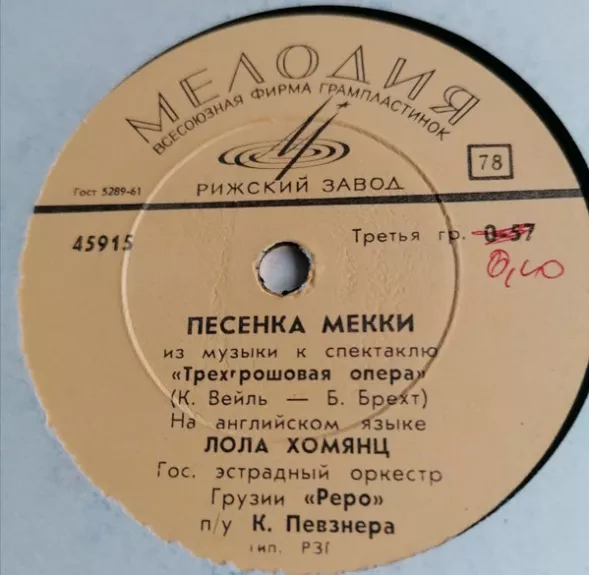 МЕЛОДИЯ
ВСЕСОЮЗНАЯ ФИРМА ГРАМПЛАСТИНОК
78
Гост 5289-61
РИЖСКИЙ ЗАВОД
45915
Третья гр. 0-57
0,40
ПЕСЕНКА МЕККИ
из музыки к спектаклю
«Трехгрошовая опера»
(К. Вейль — Б. Брехт)
На английском языке
ЛОЛА ХОМЯНЦ
Гос. эстрадный оркестр
Грузии «Реро»
п/у К. Певзнера
тип. РЗГ